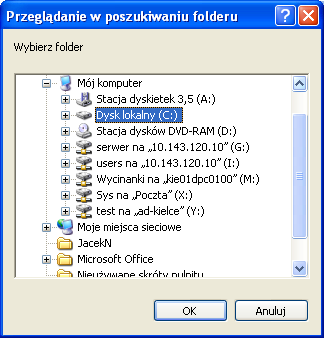 Przeglądanie w poszukiwaniu folderu
Wybierz folder
Mój komputer
Stacja dyskietek 3,5 (A:)
Dysk lokalny (C:)
Stacja dysków DVD-RAM (D:)
serwer na „10.143.120.10” (G:)
users na „10.143.120.10” (I:)
Wycinanki na „kie01dpc0100” (M:)
Sys na „Poczta” (X:)
test na „ad-kielce” (Y:)
Moje miejsca sieciowe
JacekN
Microsoft Office
Nieużywane skróty pulpitu
OK
Anuluj